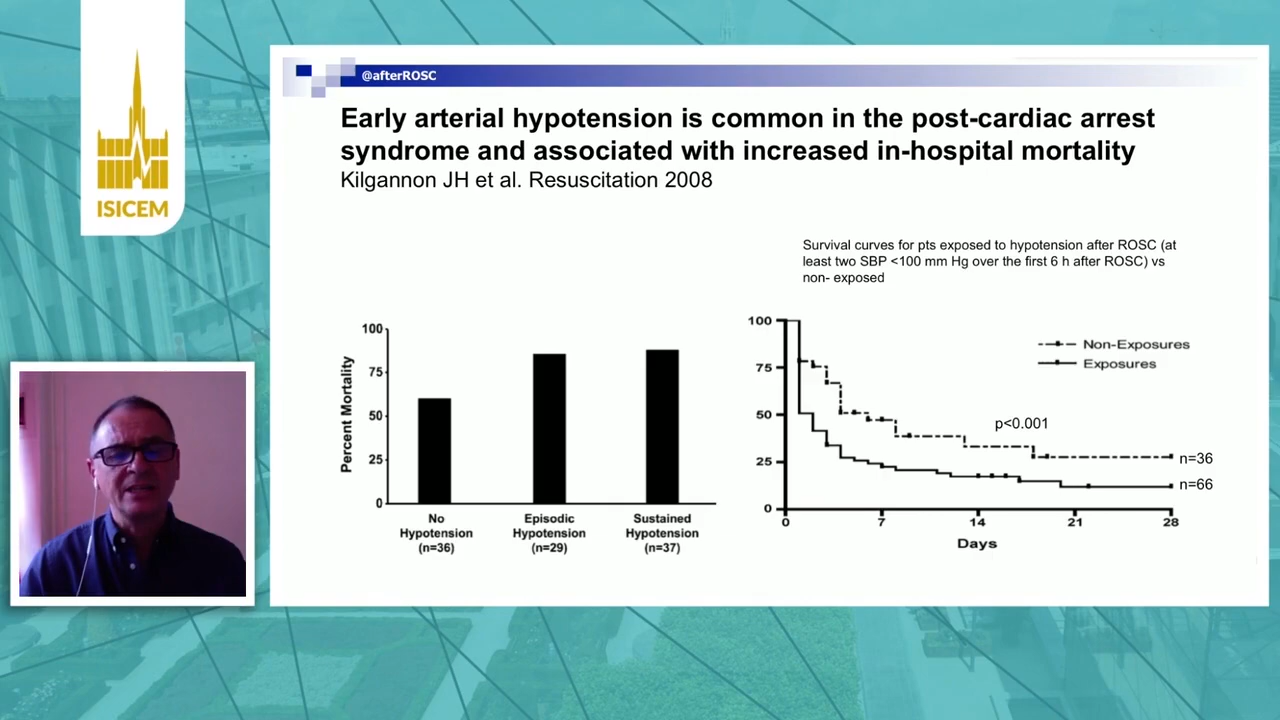 ISICEM
@afterROSC
Early arterial hypotension is common in the post-cardiac arrest
syndrome and associated with increased in-hospital mortality
Kilgannon JH et al. Resuscitation 2008
Survival curves for pts exposed to hypotension after ROSC (at
least two SBP <100 mm Hg over the first 6 h after ROSC) vs
non- exposed
Percent Mortality
100
75
50
25
0
No
Hypotension
(n=36)
Episodic
Hypotension
(n=29)
Sustained
Hypotension
(n=37)
100
75
50
25
0
Non-Exposures
Exposures
p<0.001
n=36
n=66
0 7 14 21 28
Days